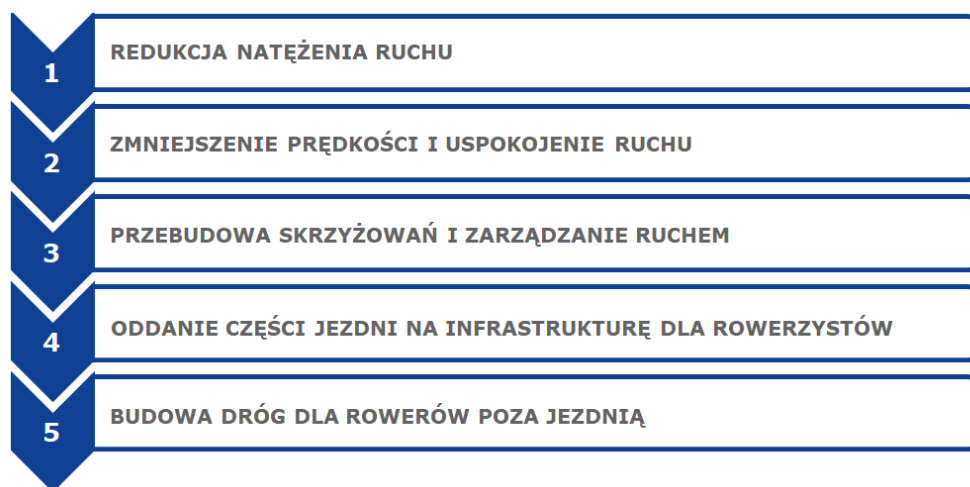 1
REDUKCJA NATĘŻENIA RUCHU
2
ZMNIEJSZENIE PRĘDKOŚCI I USPOKOJENIE RUCHU
3
PRZEBUDOWA SKRZYŻOWAŃ I ZARZĄDZANIE RUCHEM
4
ODDANIE CZĘŚCI JEZDNI NA INFRASTRUKTURĘ DLA ROWERZYSTÓW
5
BUDOWA DRÓG DLA ROWERÓW POZA JEZDNIĄ